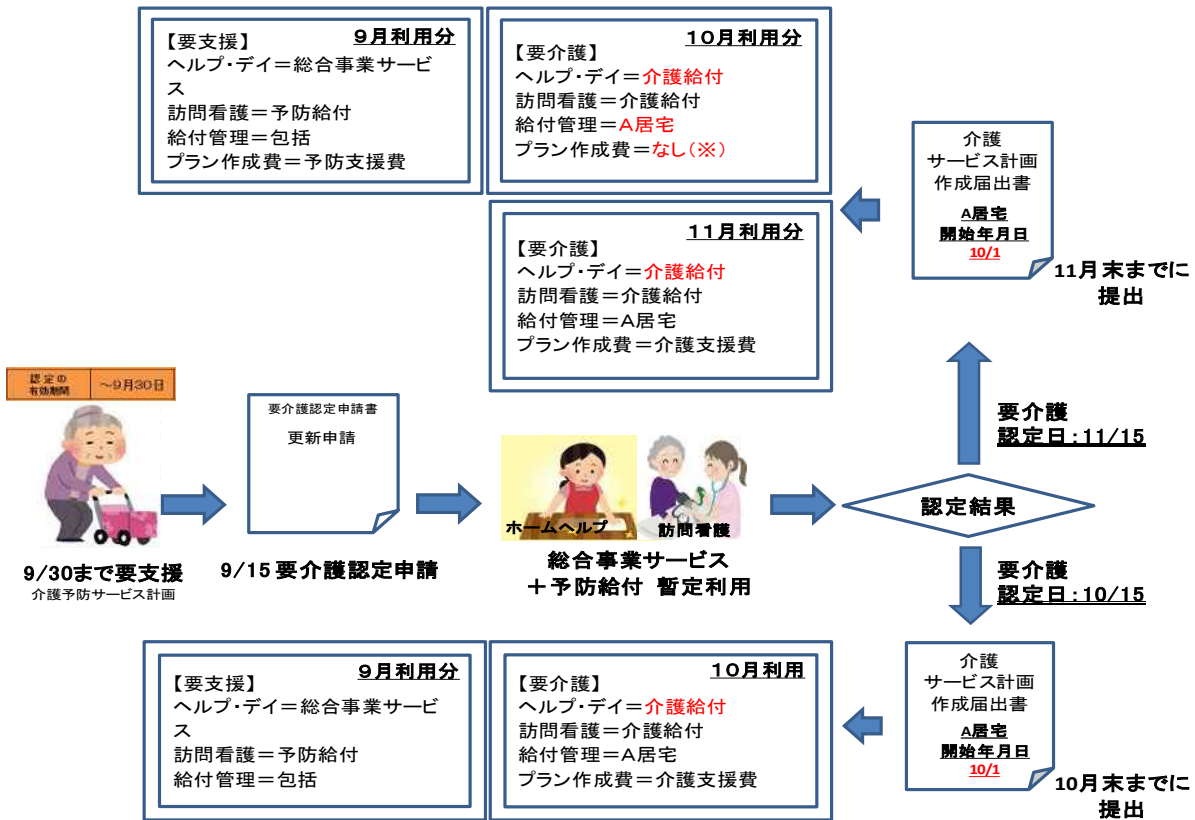 9月利用分
【要支援】
ヘルプ・デイ＝総合事業サービ
ス
訪問看護＝予防給付
給付管理＝包括
プラン作成費＝予防支援費
10月利用分
【要介護】
ヘルプ・デイ＝介護給付
訪問看護＝介護給付
給付管理＝A居宅
プラン作成費＝なし(※)
11月利用分
【要介護】
ヘルプ・デイ＝介護給付
訪問看護＝介護給付
給付管理＝A居宅
プラン作成費＝介護支援費
介護
サービス計画
作成届出書
A居宅
開始年月日
10/1
11月末までに
提出
認定の
有効期間
～9月30日
要介護認定申請書
更新申請
ホームヘルプ
訪問看護
要介護
認定日：11/15
認定結果
9/30まで要支援
介護予防サービス計画
9/15 要介護認定申請
総合事業サービス
＋予防給付 暫定利用
要介護
認定日：10/15
9月利用分
【要支援】
ヘルプ・デイ＝総合事業サービ
ス
訪問看護＝予防給付
給付管理＝包括
10月利用
【要介護】
ヘルプ・デイ＝介護給付
訪問看護＝介護給付
給付管理＝A居宅
プラン作成費＝介護支援費
介護
サービス計画
作成届出書
A居宅
開始年月日
10/1
10月末までに
提出